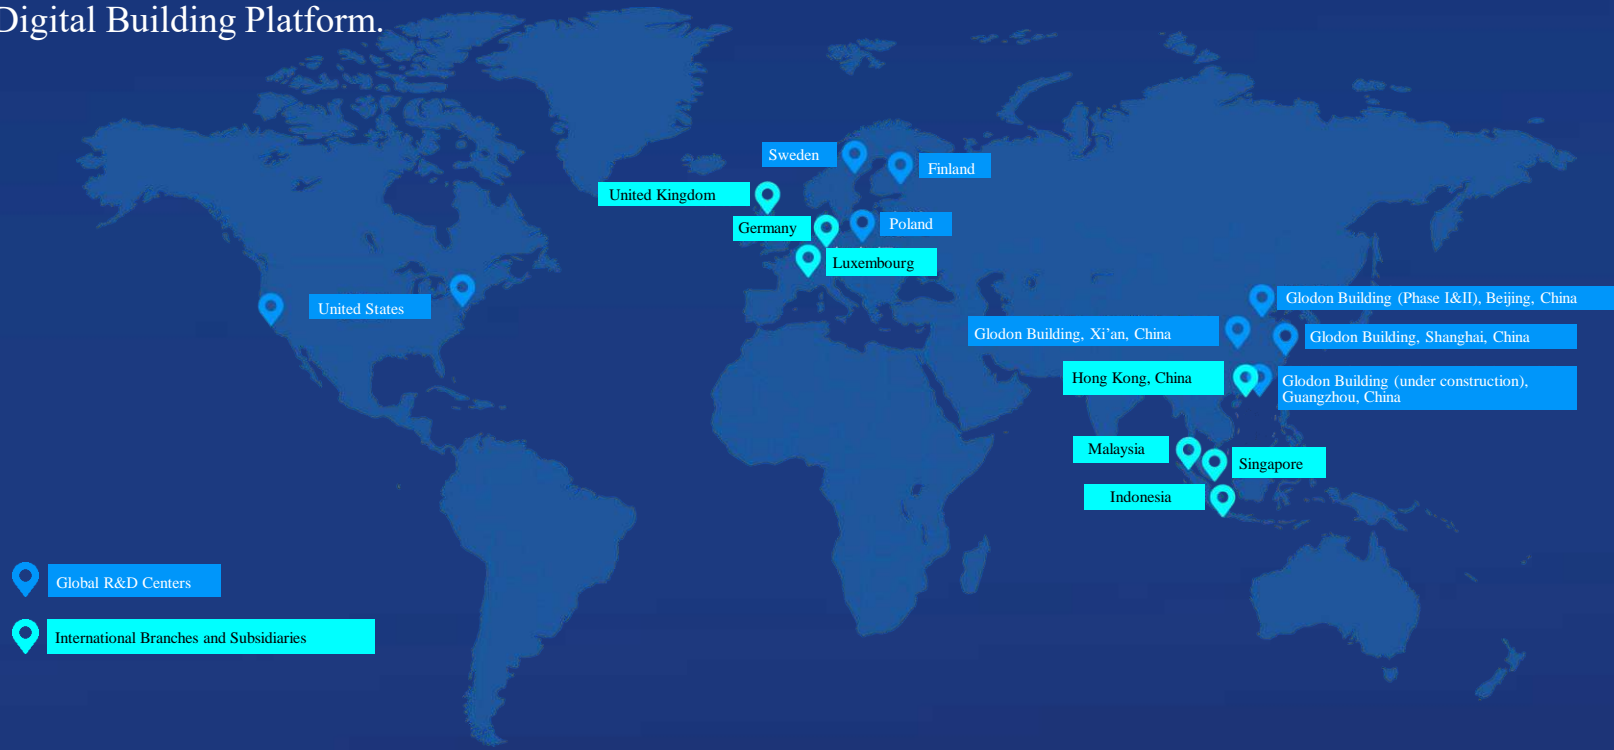 Digital Building Platform.
Sweden
Finland
United Kingdom
Germany
Poland
Luxembourg
United States
Glodon Building (Phase I&II), Beijing, China
Glodon Building, Xi’an, China
Glodon Building, Shanghai, China
Hong Kong, China
Glodon Building (under construction),
Guangzhou, China
Malaysia
Singapore
Indonesia
Global R&D Centers
International Branches and Subsidiaries